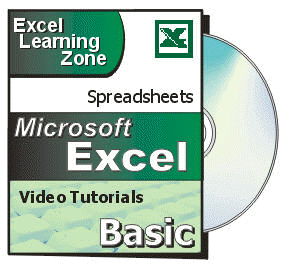 Excel
Learning
Zone
Spreadsheets
Microsoft
Excel
Video Tutorials
Basic